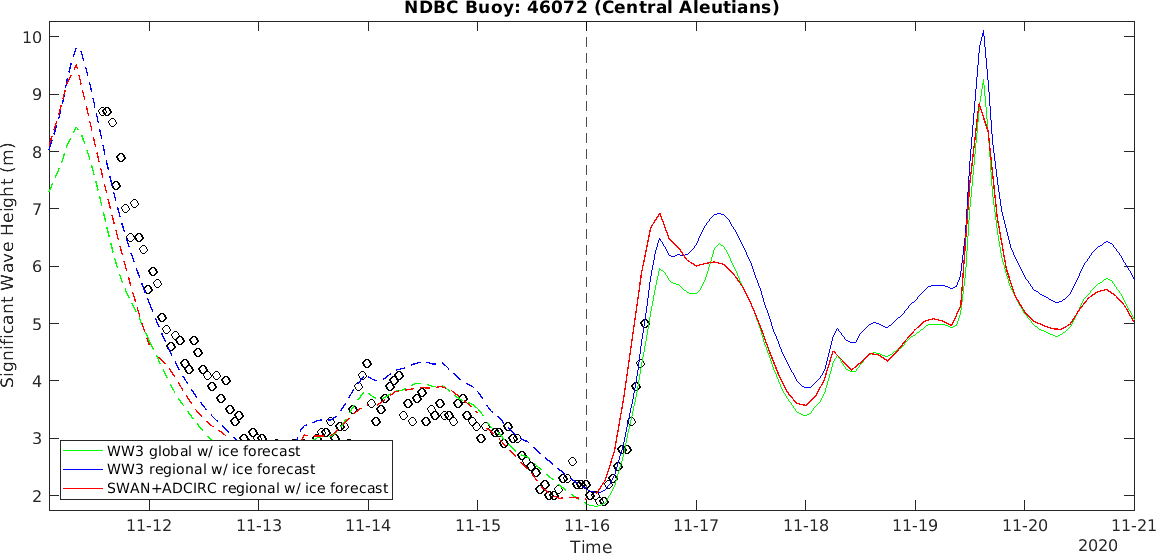 NDBC Buoy: 46072 (Central Aleutians)
Significant Wave Height (m)
10
9
8
7
6
5
4
3
2
WW3 global w/ ice forecast
WW3 regional w/ ice forecast
SWAN+ADCIRC regional w/ ice forecast
11-12 11-13 11-14 11-15 11-16 11-17 11-18 11-19 11-20 11-21
Time
2020